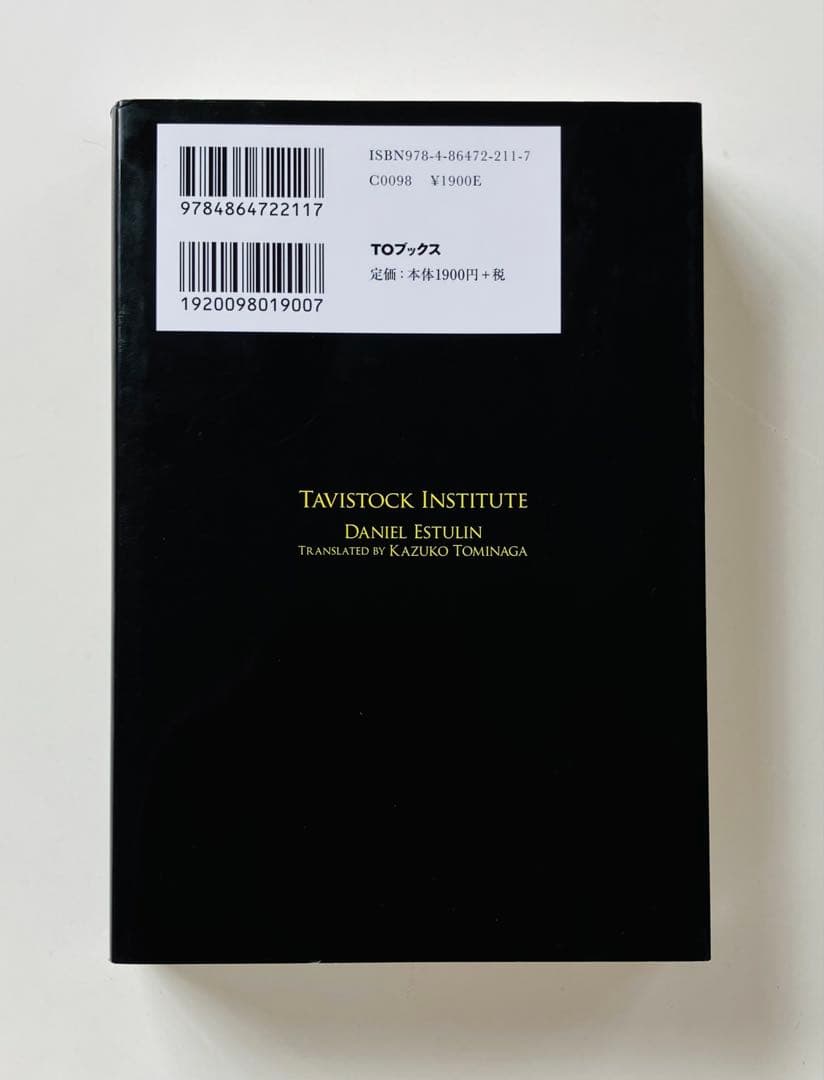 ISBN978-4-86472-211-7
C0098 ¥1900E
9784864722117
TOブックス
定価：本体1900円＋税
1920098019007
TAVISTOCK INSTITUTE
DANIEL ESTULIN
TRANSLATED BY KAZUKO TOMINAGA